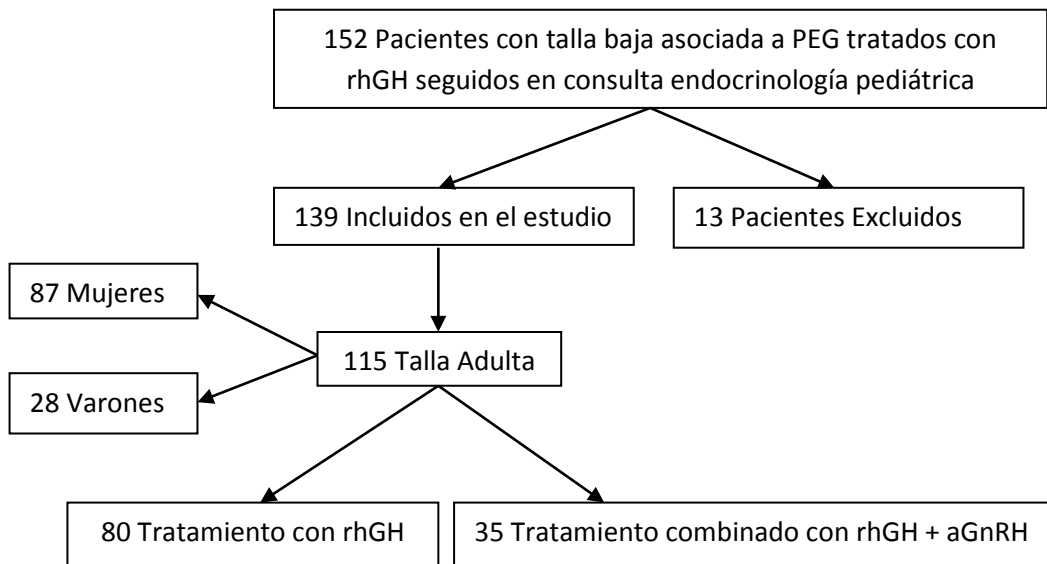 152 Pacientes con talla baja asociada a PEG tratados con
rhGH seguidos en consulta endocrinología pediátrica
139 Incluidos en el estudio
13 Pacientes Excluidos
87 Mujeres
115 Talla Adulta
28 Varones
80 Tratamiento con rhGH
35 Tratamiento combinado con rhGH + aGnRH